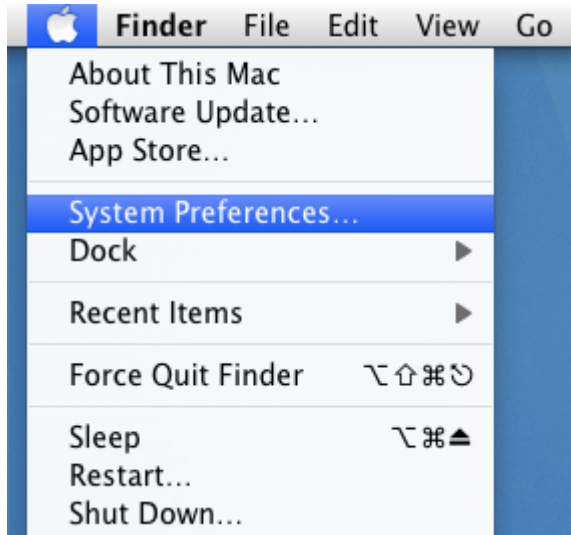 Finder File Edit View Go
About This Mac
Software Update...
App Store...
System Preferences...
Dock
Recent Items
Force Quit Finder ⌥⇧⌘⎋
Sleep ⌥⌘⏏
Restart...
Shut Down...